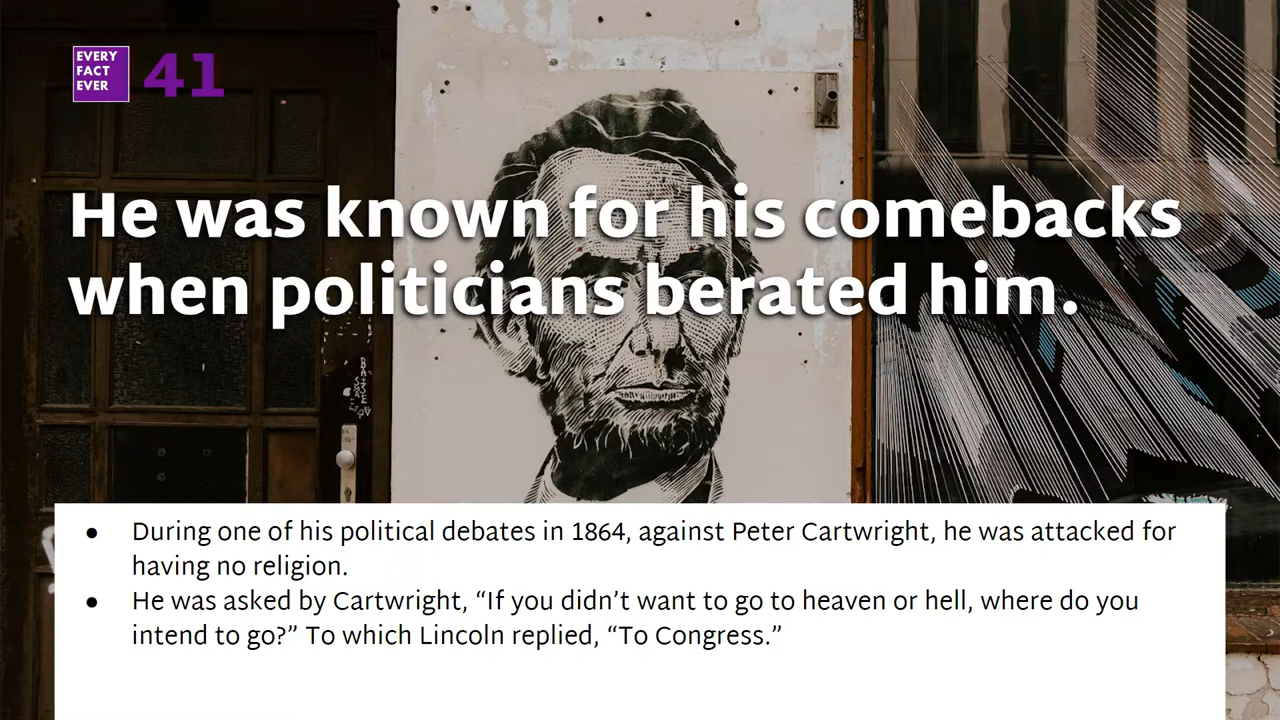 EVERY
FACT
EVER
41
He was known for his comebacks
when politicians berated him.
● During one of his political debates in 1864, against Peter Cartwright, he was attacked for
having no religion.
● He was asked by Cartwright, “If you didn’t want to go to heaven or hell, where do you
intend to go?” To which Lincoln replied, “To Congress.”